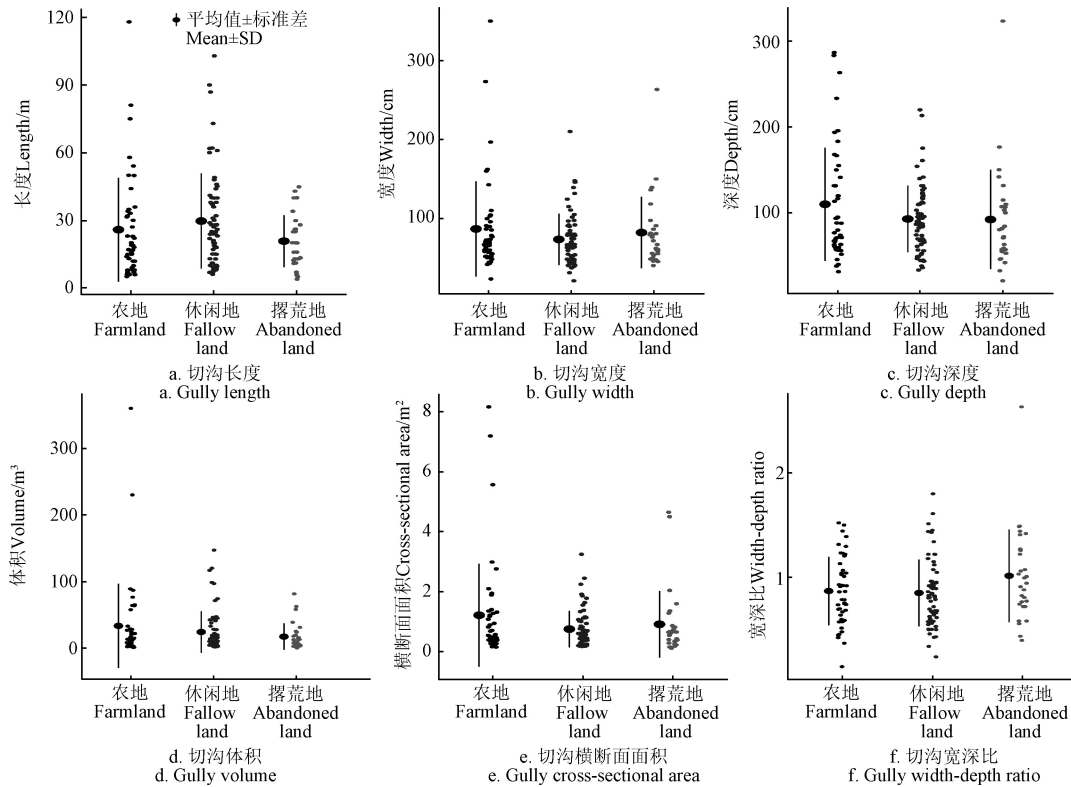 平均值±标准差
Mean±SD
长度Length/m
120
90
60
30
0
农地
Farmland
休闲地
Fallow
land
撂荒地
Abandoned
land
a. 切沟长度
a. Gully length
宽度Width/cm
300
200
100
农地
Farmland
休闲地
Fallow
land
撂荒地
Abandoned
land
b. 切沟宽度
b. Gully width
深度Depth/cm
300
200
100
农地
Farmland
休闲地
Fallow
land
撂荒地
Abandoned
land
c. 切沟深度
c. Gully depth
体积Volume/m³
300
200
100
0
农地
Farmland
休闲地
Fallow
land
撂荒地
Abandoned
land
d. 切沟体积
d. Gully volume
横断面面积Cross-sectional area/m²
8
6
4
2
0
农地
Farmland
休闲地
Fallow
land
撂荒地
Abandoned
land
e. 切沟横断面面积
e. Gully cross-sectional area
宽深比Width-depth ratio
2
1
农地
Farmland
休闲地
Fallow
land
撂荒地
Abandoned
land
f. 切沟宽深比
f. Gully width-depth ratio